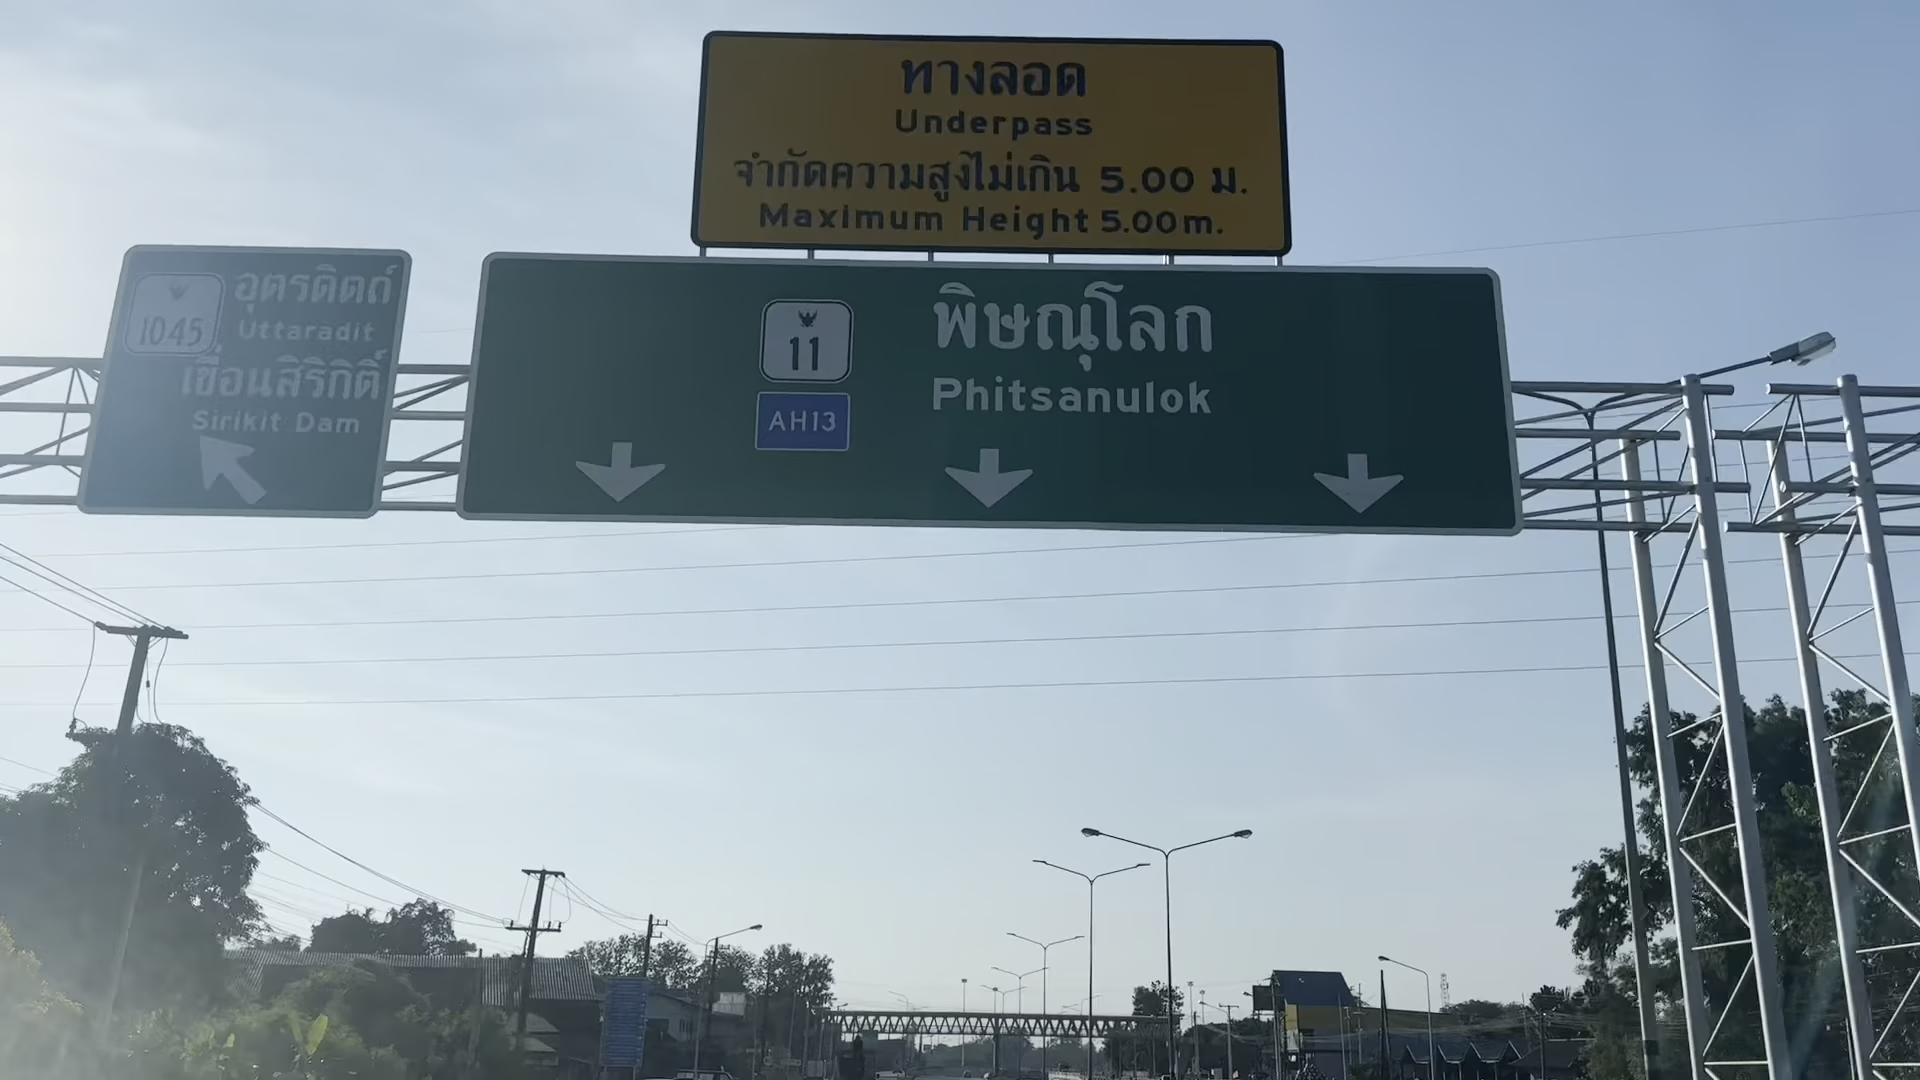 ทางลอด
Underpass
จำกัดความสูงไม่เกิน 5.00 ม.
Maximum Height 5.00m.
1045
อุตรดิตถ์
Uttaradit
เขื่อนสิริกิติ์
Sirikit Dam
11
AH13
พิษณุโลก
Phitsanulok